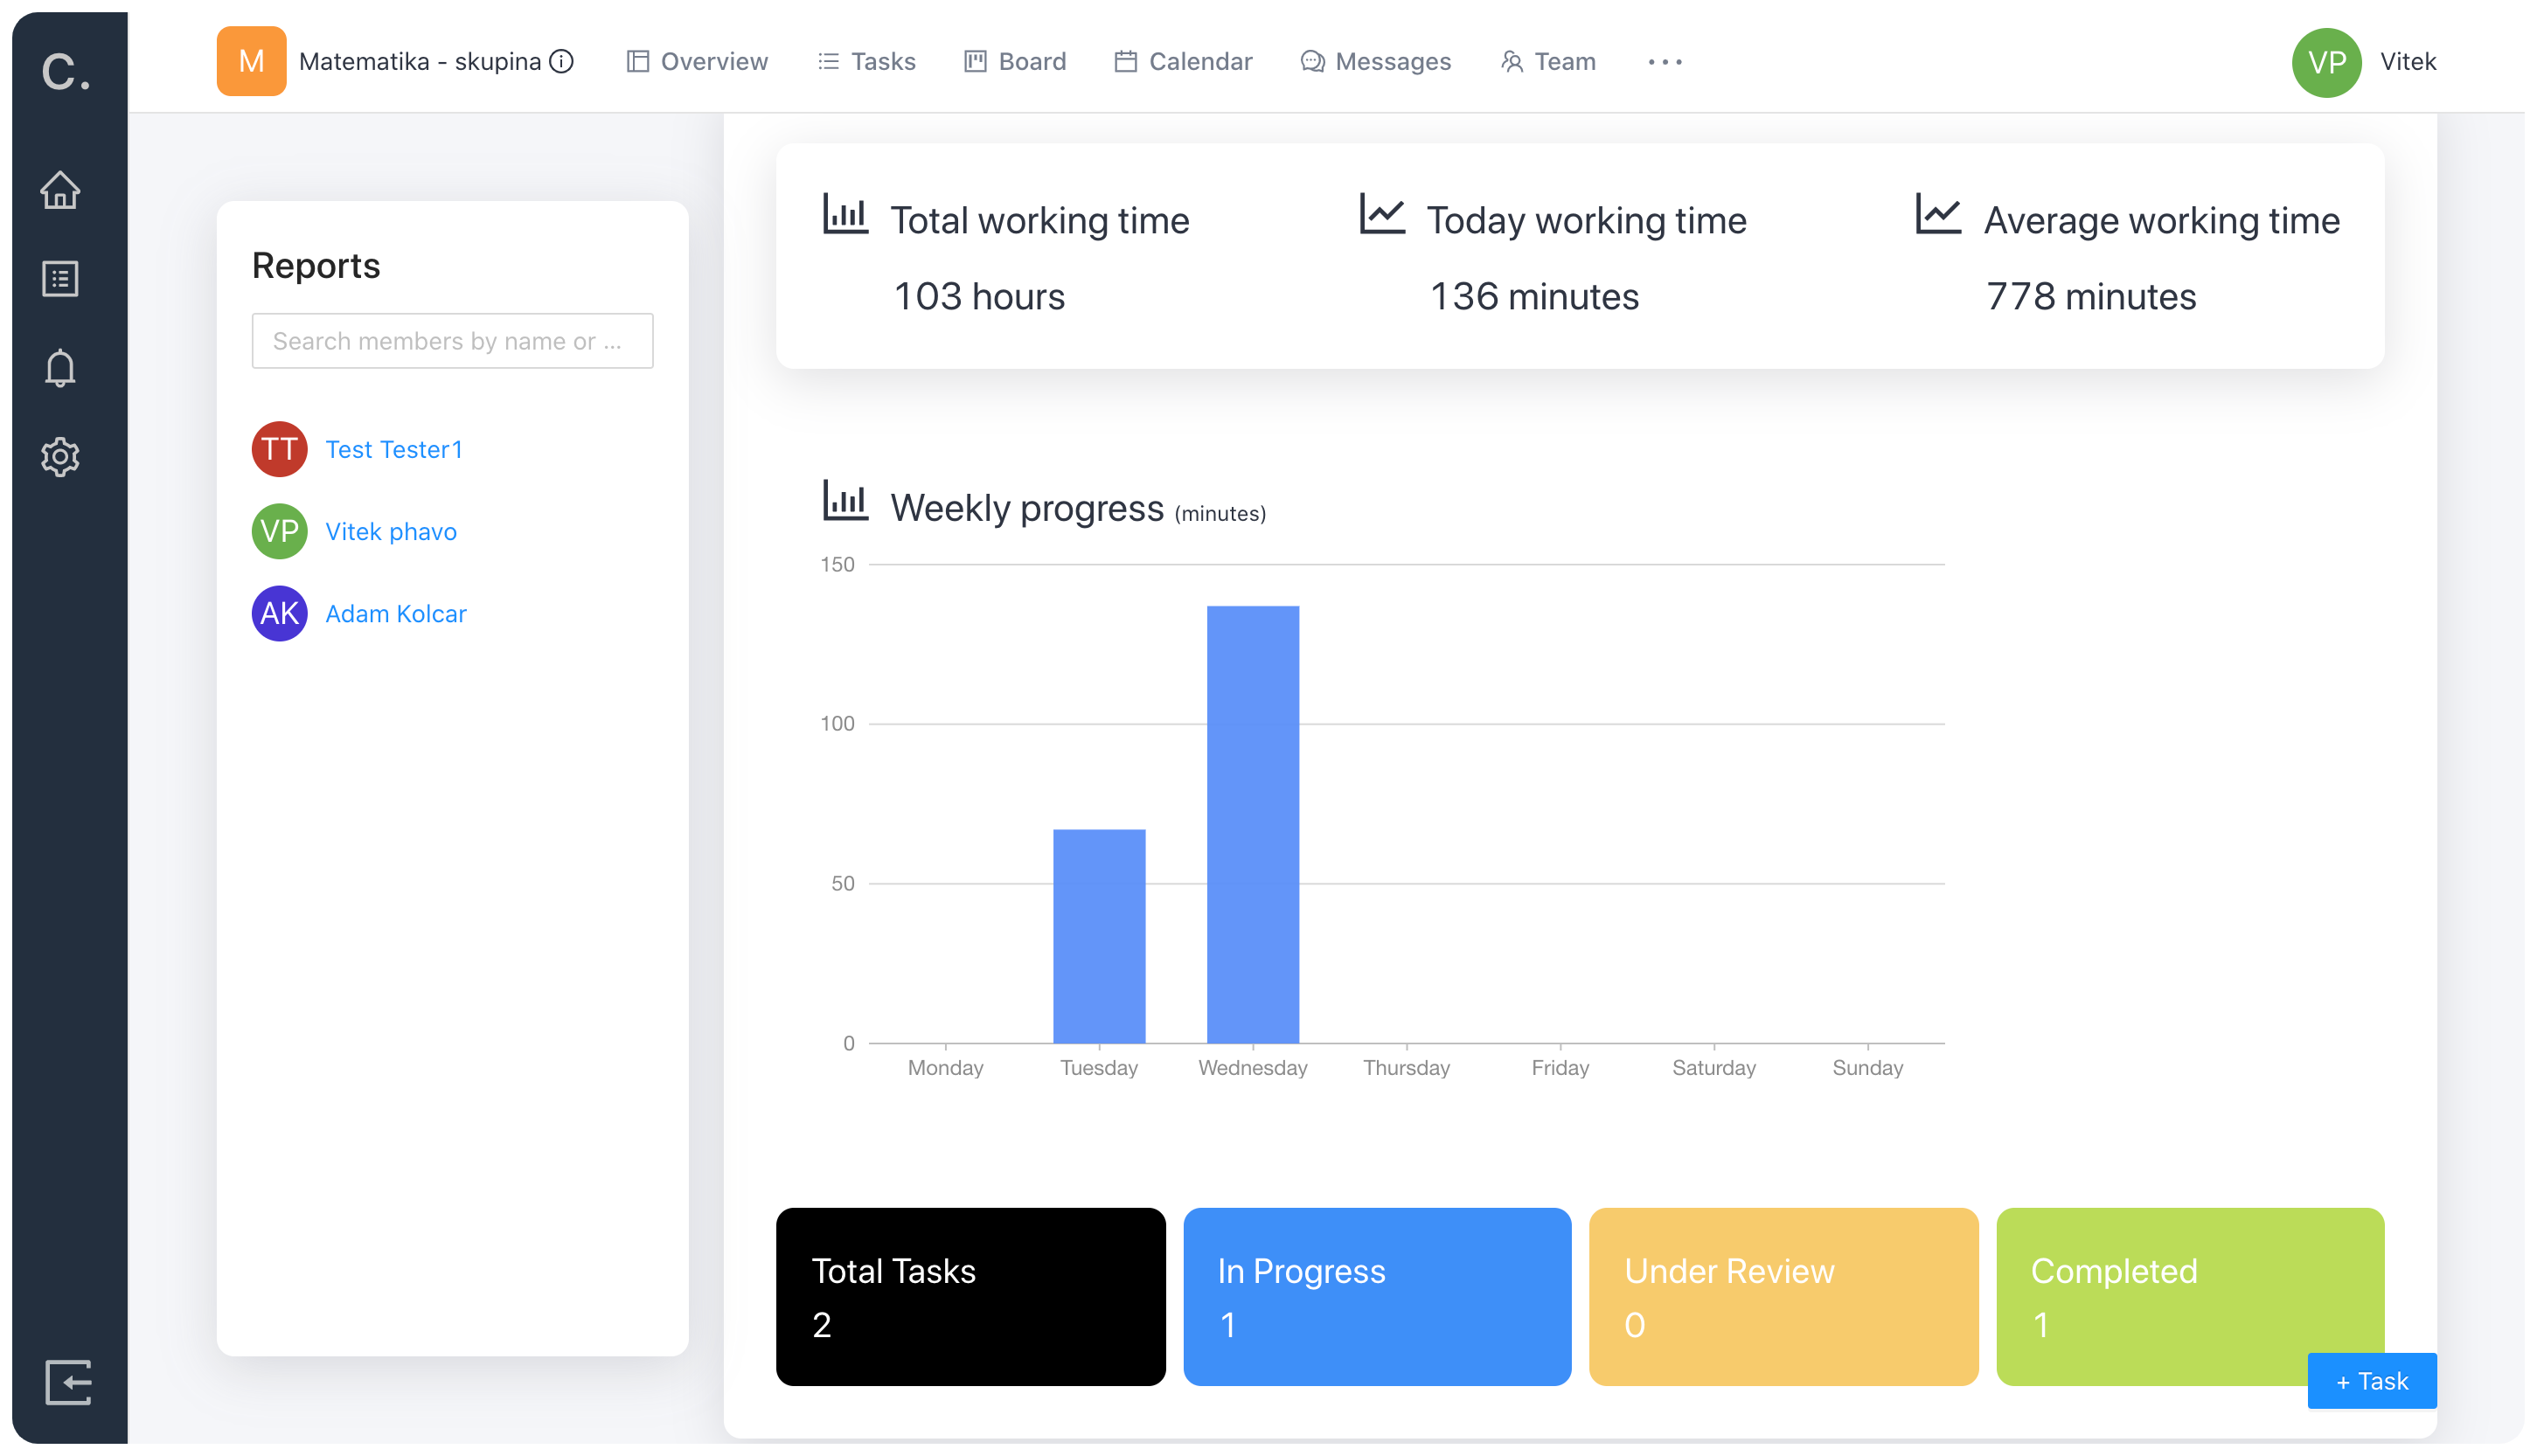 C.
M Matematika - skupina Overview Tasks Board Calendar Messages Team ••• VP Vitek
Reports
Search members by name or ...
TT Test Tester1
VP Vitek phavo
AK Adam Kolcar
Total working time
103 hours
Today working time
136 minutes
Average working time
778 minutes
Weekly progress (minutes)
150
100
50
0
Monday Tuesday Wednesday Thursday Friday Saturday Sunday
Total Tasks
2
In Progress
1
Under Review
0
Completed
1
+ Task